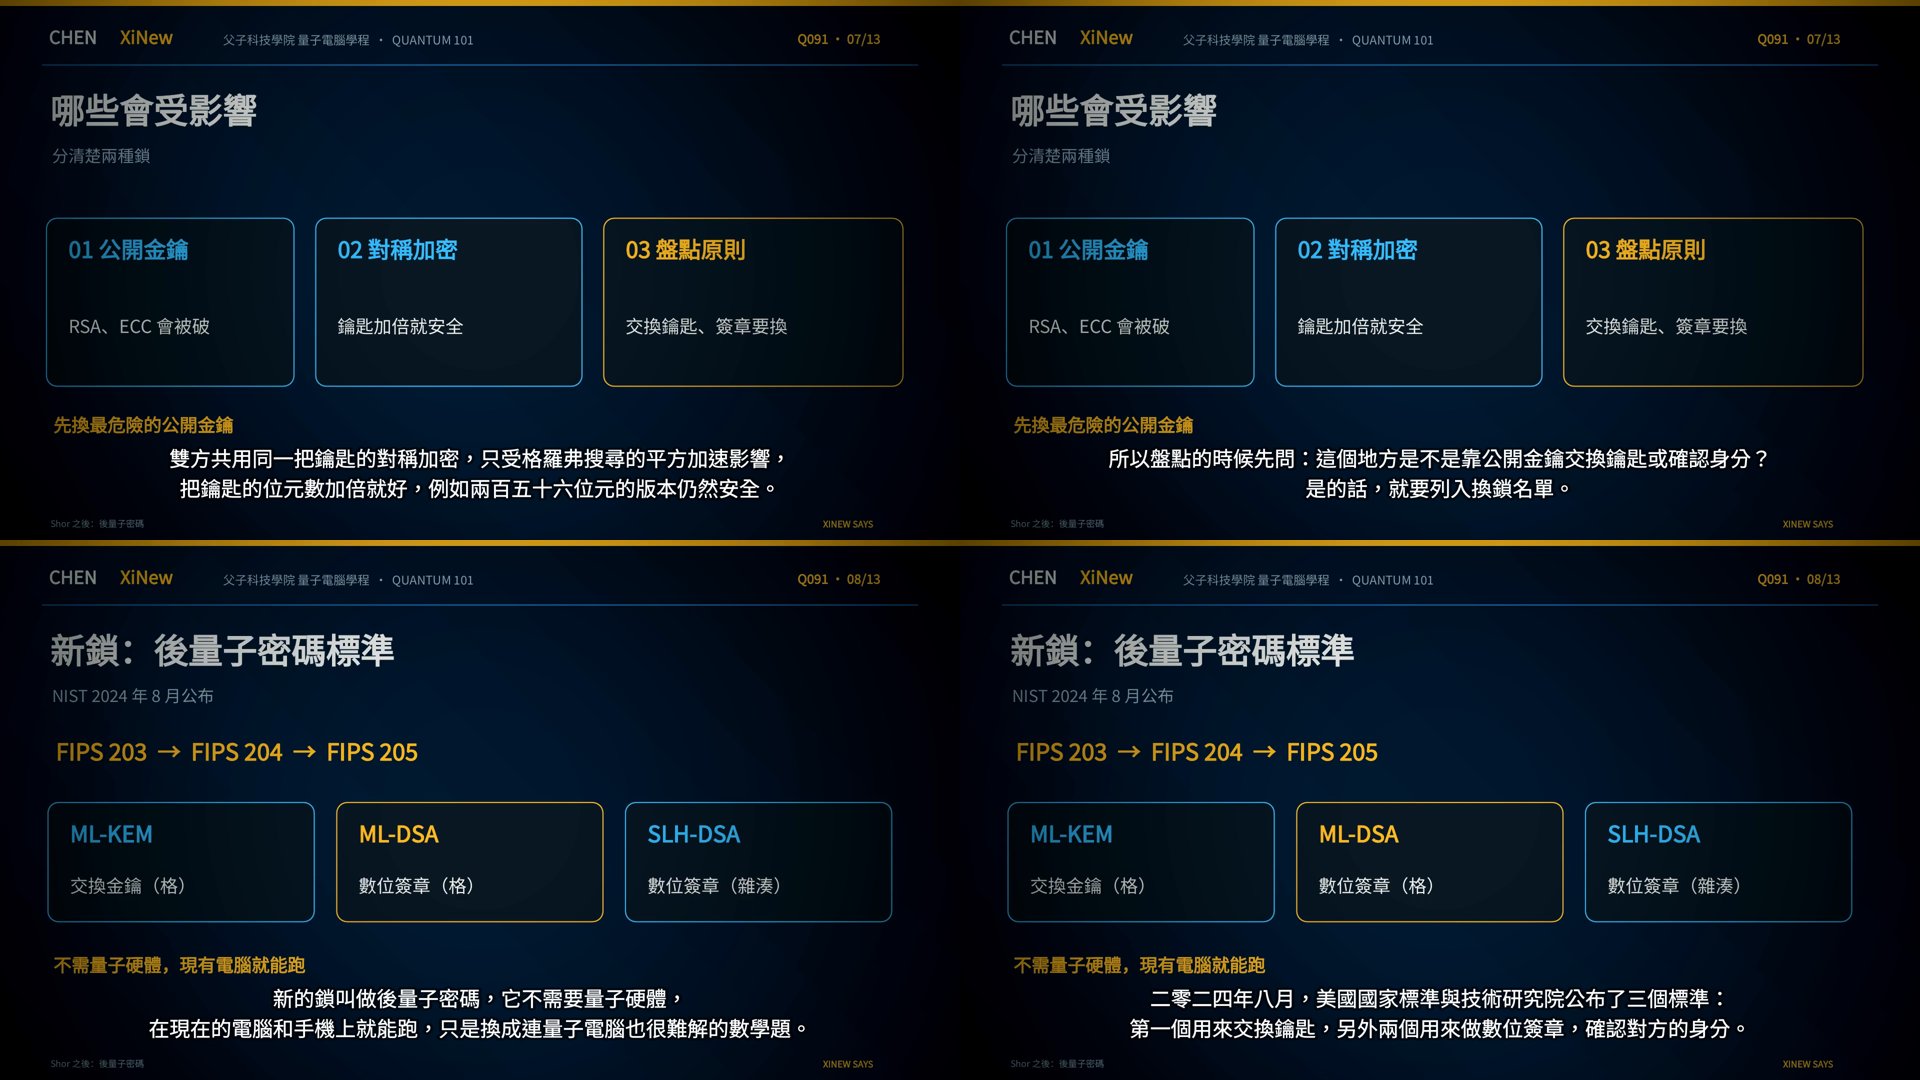 CHEN XiNew 父子科技學院 量子電腦學程 · QUANTUM 101 Q091 · 07/13
哪些會受影響
分清楚兩種鎖
01 公開金鑰
RSA、ECC 會被破
02 對稱加密
鑰匙加倍就安全
03 盤點原則
交換鑰匙、簽章要換
先換最危險的公開金鑰
雙方共用同一把鑰匙的對稱加密，只受格羅弗搜尋的平方加速影響，
把鑰匙的位元數加倍就好，例如兩百五十六位元的版本仍然安全。
Shor 之後：後量子密碼 XINEW SAYS
CHEN XiNew 父子科技學院 量子電腦學程 · QUANTUM 101 Q091 · 07/13
哪些會受影響
分清楚兩種鎖
01 公開金鑰
RSA、ECC 會被破
02 對稱加密
鑰匙加倍就安全
03 盤點原則
交換鑰匙、簽章要換
先換最危險的公開金鑰
所以盤點的時候先問：這個地方是不是靠公開金鑰交換鑰匙或確認身分？
是的話，就要列入換鎖名單。
Shor 之後：後量子密碼 XINEW SAYS
CHEN XiNew 父子科技學院 量子電腦學程 · QUANTUM 101 Q091 · 08/13
新鎖：後量子密碼標準
NIST 2024 年 8 月公布
FIPS 203 → FIPS 204 → FIPS 205
ML-KEM
交換金鑰（格）
ML-DSA
數位簽章（格）
SLH-DSA
數位簽章（雜湊）
不需量子硬體，現有電腦就能跑
新的鎖叫做後量子密碼，它不需要量子硬體，
在現在的電腦和手機上就能跑，只是換成連量子電腦也很難解的數學題。
Shor 之後：後量子密碼 XINEW SAYS
CHEN XiNew 父子科技學院 量子電腦學程 · QUANTUM 101 Q091 · 08/13
新鎖：後量子密碼標準
NIST 2024 年 8 月公布
FIPS 203 → FIPS 204 → FIPS 205
ML-KEM
交換金鑰（格）
ML-DSA
數位簽章（格）
SLH-DSA
數位簽章（雜湊）
不需量子硬體，現有電腦就能跑
二零二四年八月，美國國家標準與技術研究院公布了三個標準：
第一個用來交換鑰匙，另外兩個用來做數位簽章，確認對方的身分。
Shor 之後：後量子密碼 XINEW SAYS